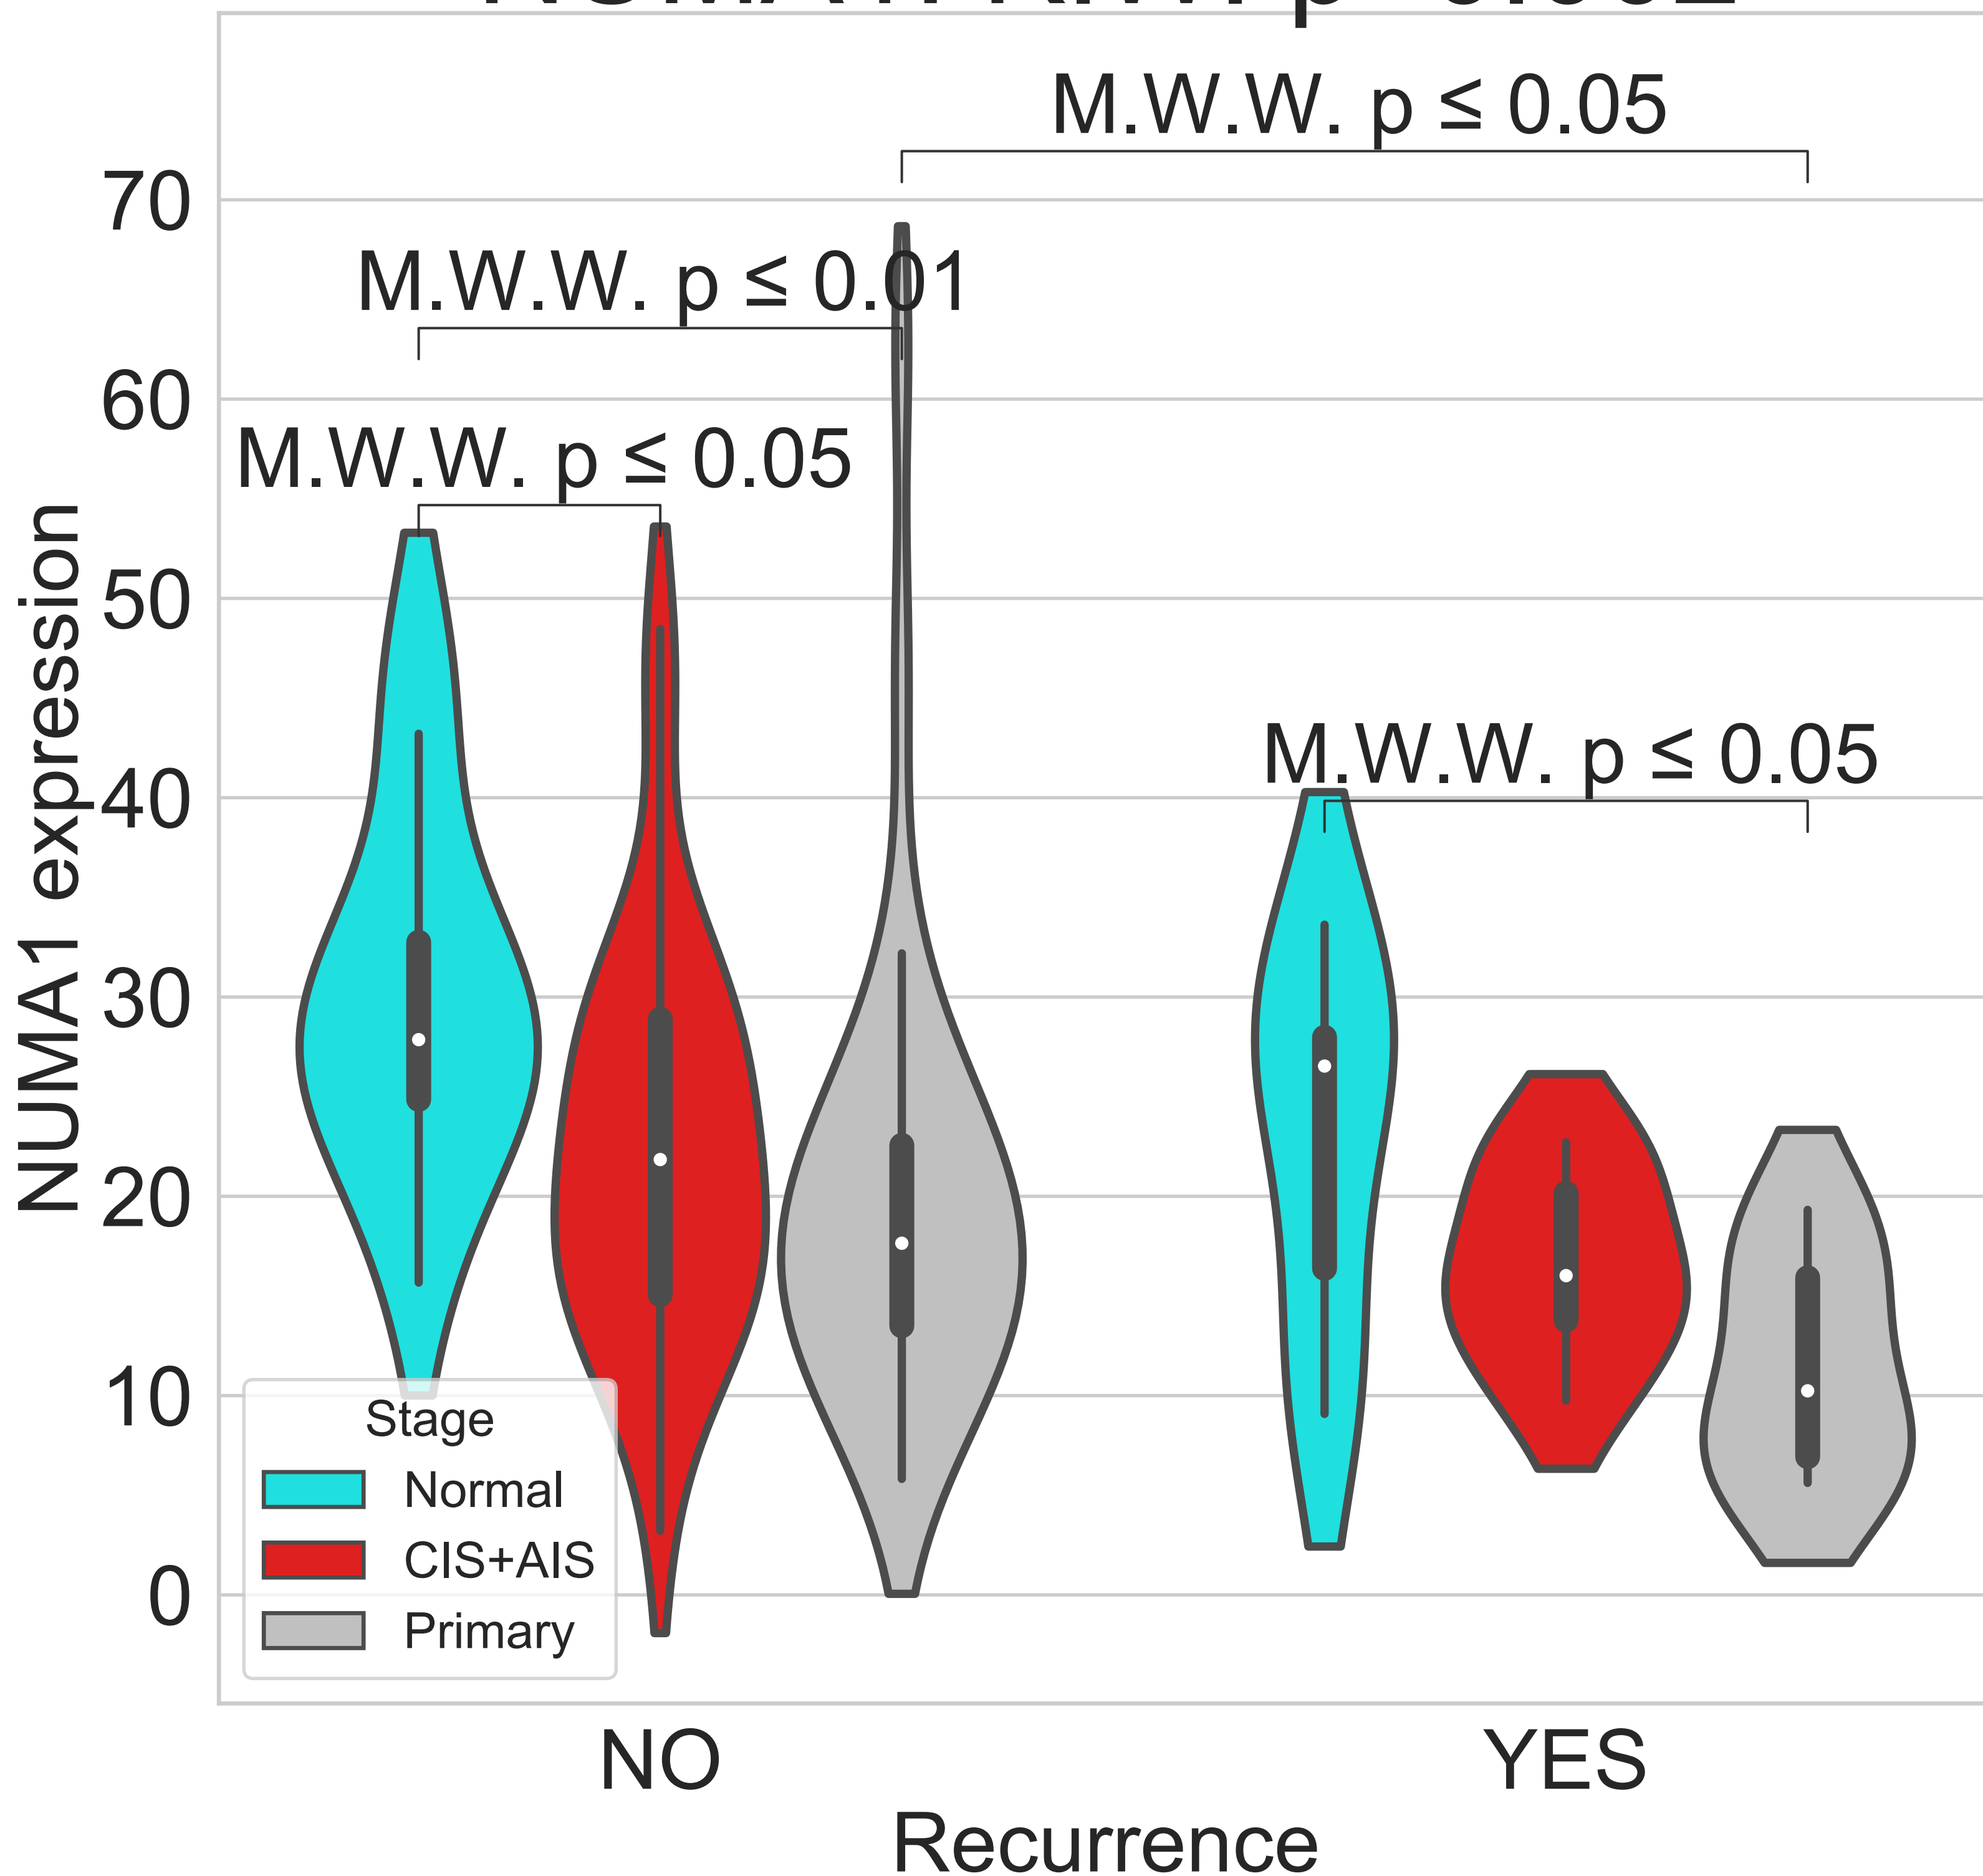 M.W.W. p ≤ 0.05
M.W.W. p ≤ 0.01
M.W.W. p ≤ 0.05
M.W.W. p ≤ 0.05
NUMA1 expression
70
60
50
40
30
20
10
0
Stage
Normal
CIS+AIS
Primary
NO
YES
Recurrence